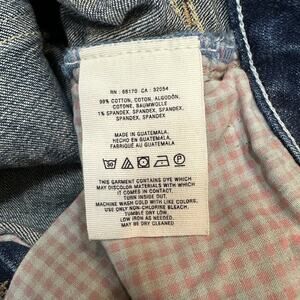 RN : 66170 CA : 32054
99% COTTON, COTON, ALGODÓN,
COTONE, BAUMWOLLE
1% SPANDEX, SPANDEX, SPANDEX,
SPANDEX, SPANDEX
MADE IN GUATEMALA,
HECHO EN GUATEMALA,
FABRIQUÉ AU GUATEMALA
30
P
THIS GARMENT CONTAINS DYE WHICH
MAY DISCOLOR MATERIALS WITH WHICH
IT COMES IN CONTACT.
TURN INSIDE OUT.
MACHINE WASH COLD WITH LIKE COLORS.
USE ONLY NON-CHLORINE BLEACH.
TUMBLE DRY LOW.
LOW IRON AS NEEDED.
MAY BE DRY CLEANED